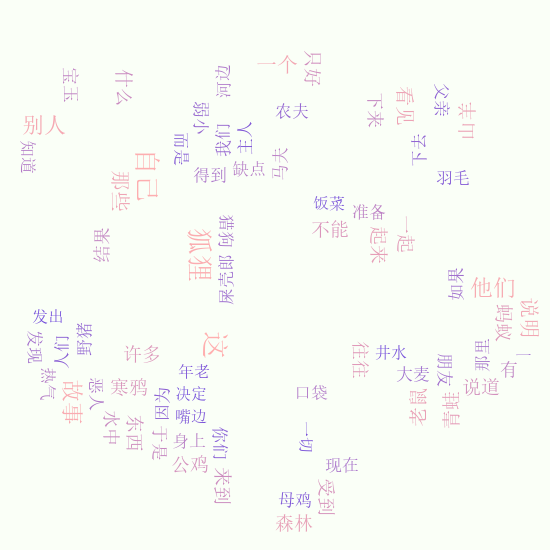 一个
只好
河边
宝玉
什么
父亲
看见
下来
弱小
农夫
别人
我们
主人
而是
下去
知道
自己
得到
缺点
马夫
那些
羽毛
饭菜
准备
不能
起来
一起
结果
猎狗
狐狸
屎壳郎
如果
他们
说明
蚂蚁
发出
野猪
发现
人们
许多
这
往往
井水
那里
一
有
热气
故事
恶人
寒鸦
年老
决定
因为
嘴边
口袋
大麦
朋友
说道
水中
东西
于是
身上
你们
一切
公鸡
来到
现在
母鸡
受到
森林